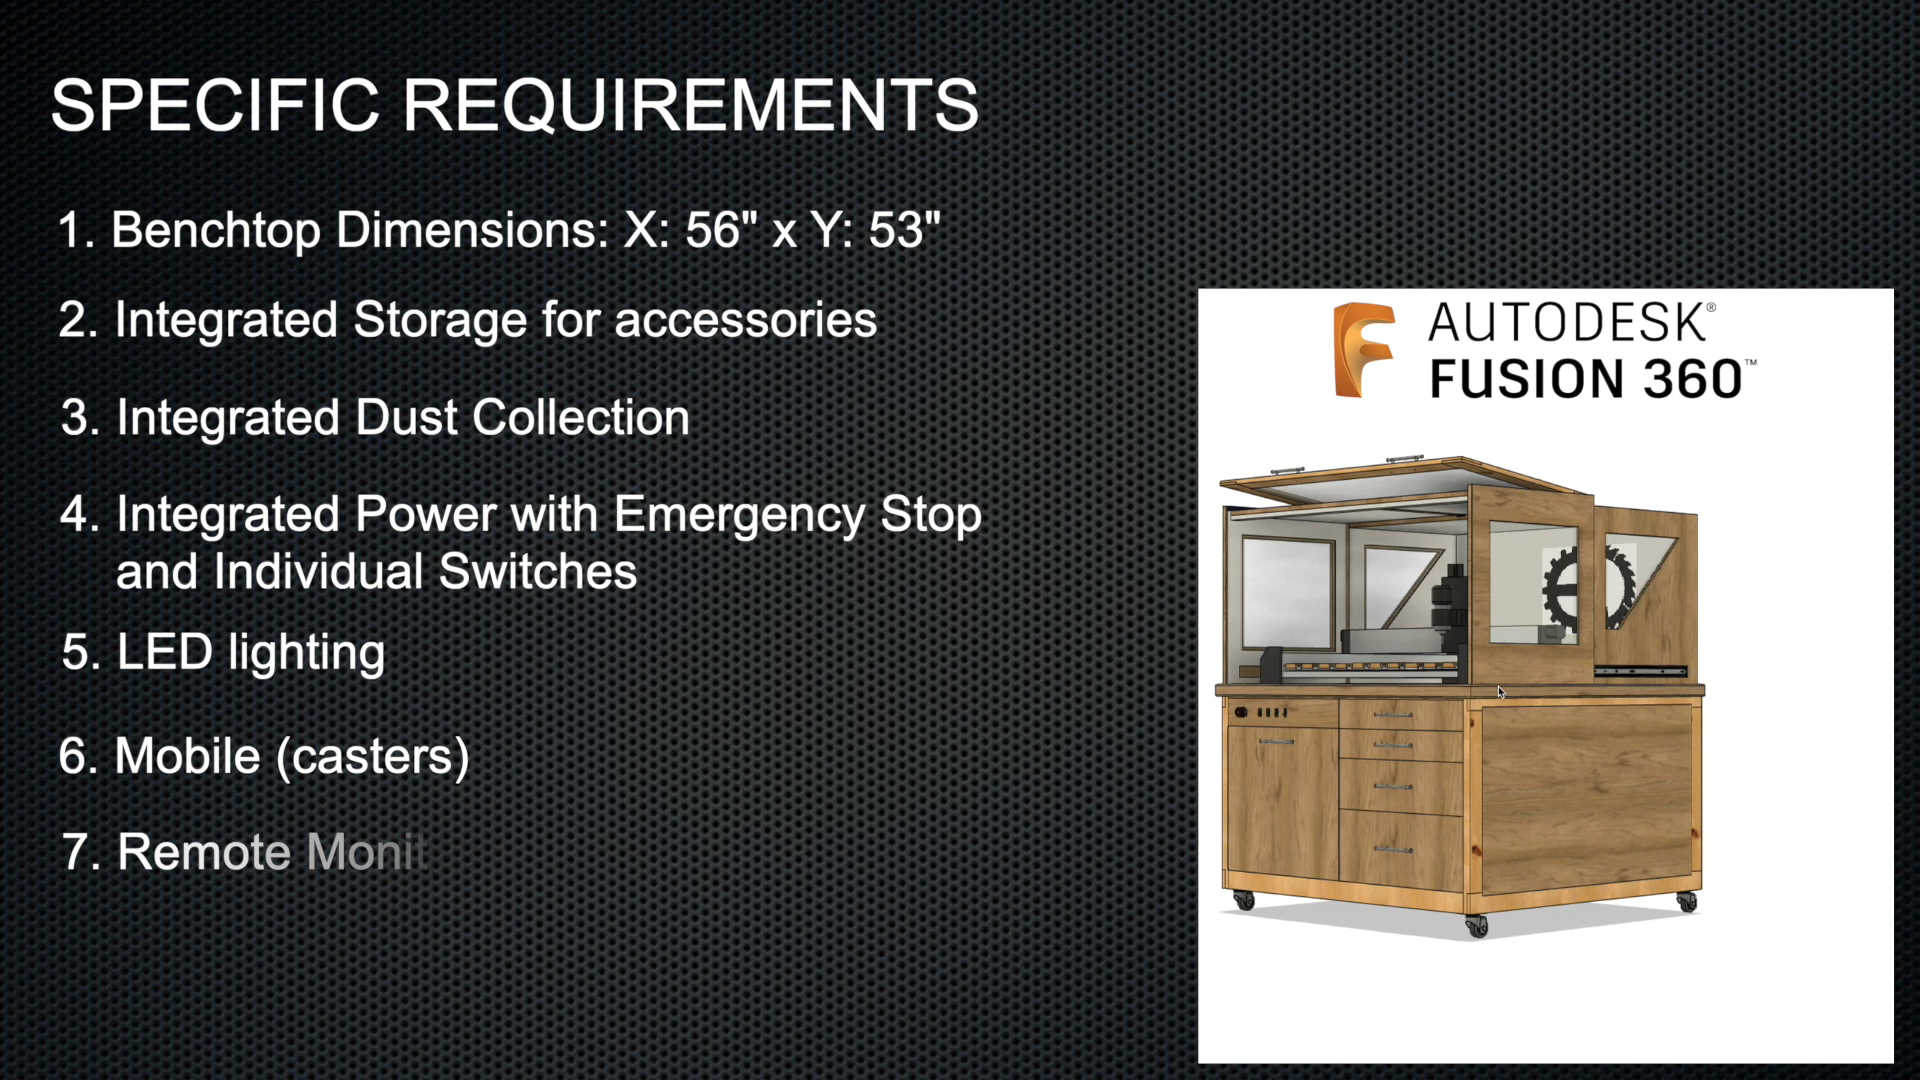 SPECIFIC REQUIREMENTS
1. Benchtop Dimensions: X: 56" x Y: 53"
2. Integrated Storage for accessories
3. Integrated Dust Collection
4. Integrated Power with Emergency Stop
and Individual Switches
5. LED lighting
6. Mobile (casters)
7. Remote Monit
AUTODESK®
FUSION 360™